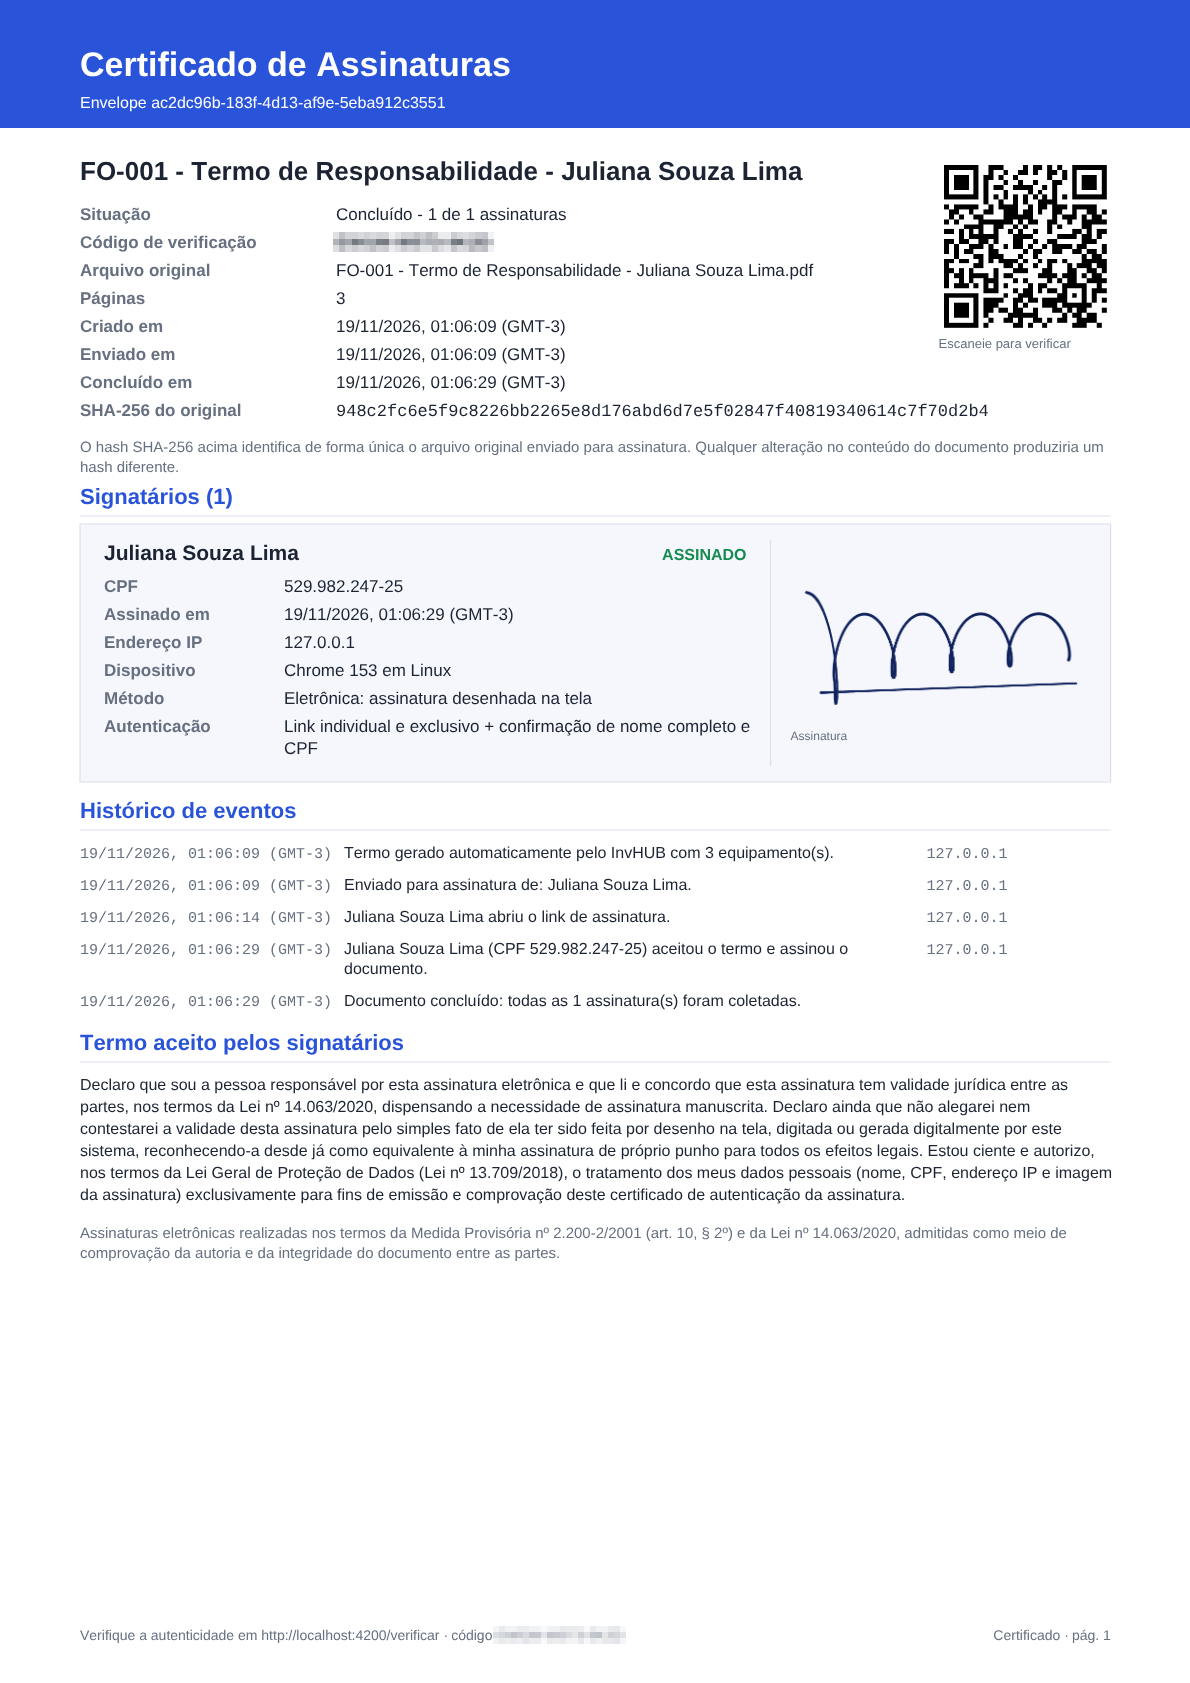 Certificado de Assinaturas
Envelope ac2dc96b-183f-4d13-af9e-5eba912c3551
FO-001 - Termo de Responsabilidade - Juliana Souza Lima
Situação Concluído - 1 de 1 assinaturas
Código de verificação
Arquivo original FO-001 - Termo de Responsabilidade - Juliana Souza Lima.pdf
Páginas 3
Criado em 19/11/2026, 01:06:09 (GMT-3)
Enviado em 19/11/2026, 01:06:09 (GMT-3)
Escaneie para verificar
Concluído em 19/11/2026, 01:06:29 (GMT-3)
SHA-256 do original 948c2fc6e5f9c8226bb2265e8d176abd6d7e5f02847f40819340614c7f70d2b4
O hash SHA-256 acima identifica de forma única o arquivo original enviado para assinatura. Qualquer alteração no conteúdo do documento produziria um
hash diferente.
Signatários (1)
Juliana Souza Lima ASSINADO
CPF 529.982.247-25
Assinado em 19/11/2026, 01:06:29 (GMT-3)
Endereço IP 127.0.0.1
Dispositivo Chrome 153 em Linux
Método Eletrônica: assinatura desenhada na tela
Autenticação Link individual e exclusivo + confirmação de nome completo e
CPF
Assinatura
Histórico de eventos
19/11/2026, 01:06:09 (GMT-3) Termo gerado automaticamente pelo InvHUB com 3 equipamento(s). 127.0.0.1
19/11/2026, 01:06:09 (GMT-3) Enviado para assinatura de: Juliana Souza Lima. 127.0.0.1
19/11/2026, 01:06:14 (GMT-3) Juliana Souza Lima abriu o link de assinatura. 127.0.0.1
19/11/2026, 01:06:29 (GMT-3) Juliana Souza Lima (CPF 529.982.247-25) aceitou o termo e assinou o 127.0.0.1
documento.
19/11/2026, 01:06:29 (GMT-3) Documento concluído: todas as 1 assinatura(s) foram coletadas.
Termo aceito pelos signatários
Declaro que sou a pessoa responsável por esta assinatura eletrônica e que li e concordo que esta assinatura tem validade jurídica entre as
partes, nos termos da Lei nº 14.063/2020, dispensando a necessidade de assinatura manuscrita. Declaro ainda que não alegarei nem
contestarei a validade desta assinatura pelo simples fato de ela ter sido feita por desenho na tela, digitada ou gerada digitalmente por este
sistema, reconhecendo-a desde já como equivalente à minha assinatura de próprio punho para todos os efeitos legais. Estou ciente e autorizo,
nos termos da Lei Geral de Proteção de Dados (Lei nº 13.709/2018), o tratamento dos meus dados pessoais (nome, CPF, endereço IP e imagem
da assinatura) exclusivamente para fins de emissão e comprovação deste certificado de autenticação da assinatura.
Assinaturas eletrônicas realizadas nos termos da Medida Provisória nº 2.200-2/2001 (art. 10, § 2º) e da Lei nº 14.063/2020, admitidas como meio de
comprovação da autoria e da integridade do documento entre as partes.
Verifique a autenticidade em http://localhost:4200/verificar · código
Certificado · pág. 1